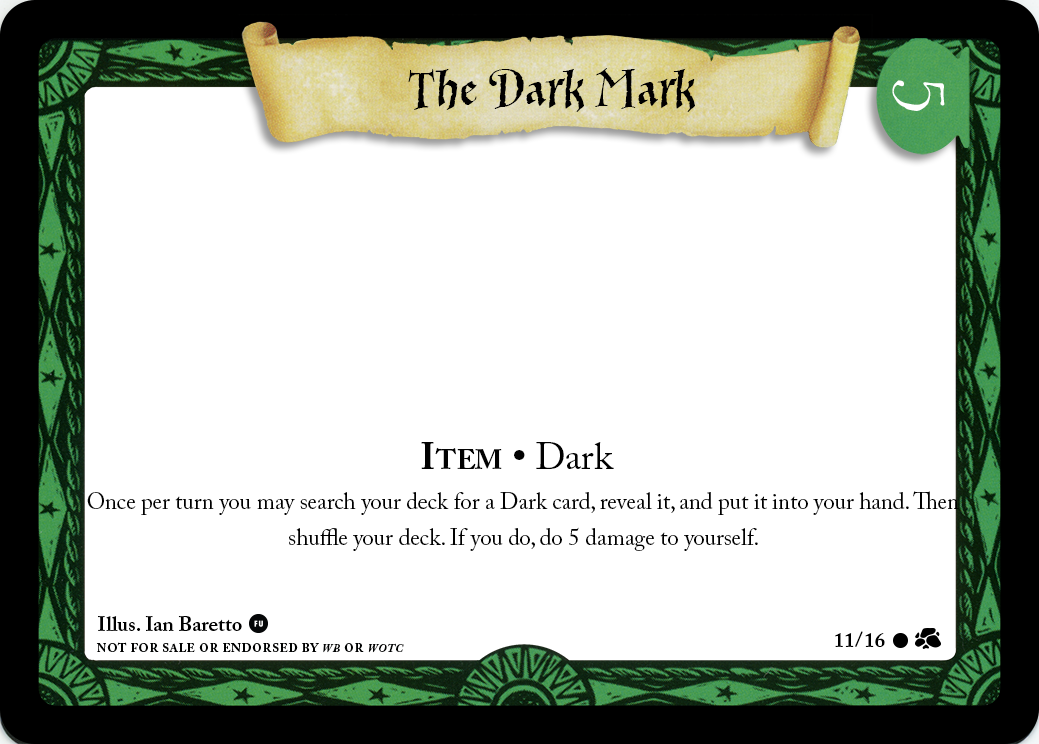 The Dark Mark
5
ITEM • Dark
Once per turn you may search your deck for a Dark card, reveal it, and put it into your hand. Then
shuffle your deck. If you do, do 5 damage to yourself.
Illus. Ian Baretto FU
NOT FOR SALE OR ENDORSED BY WB OR WOTC
11/16